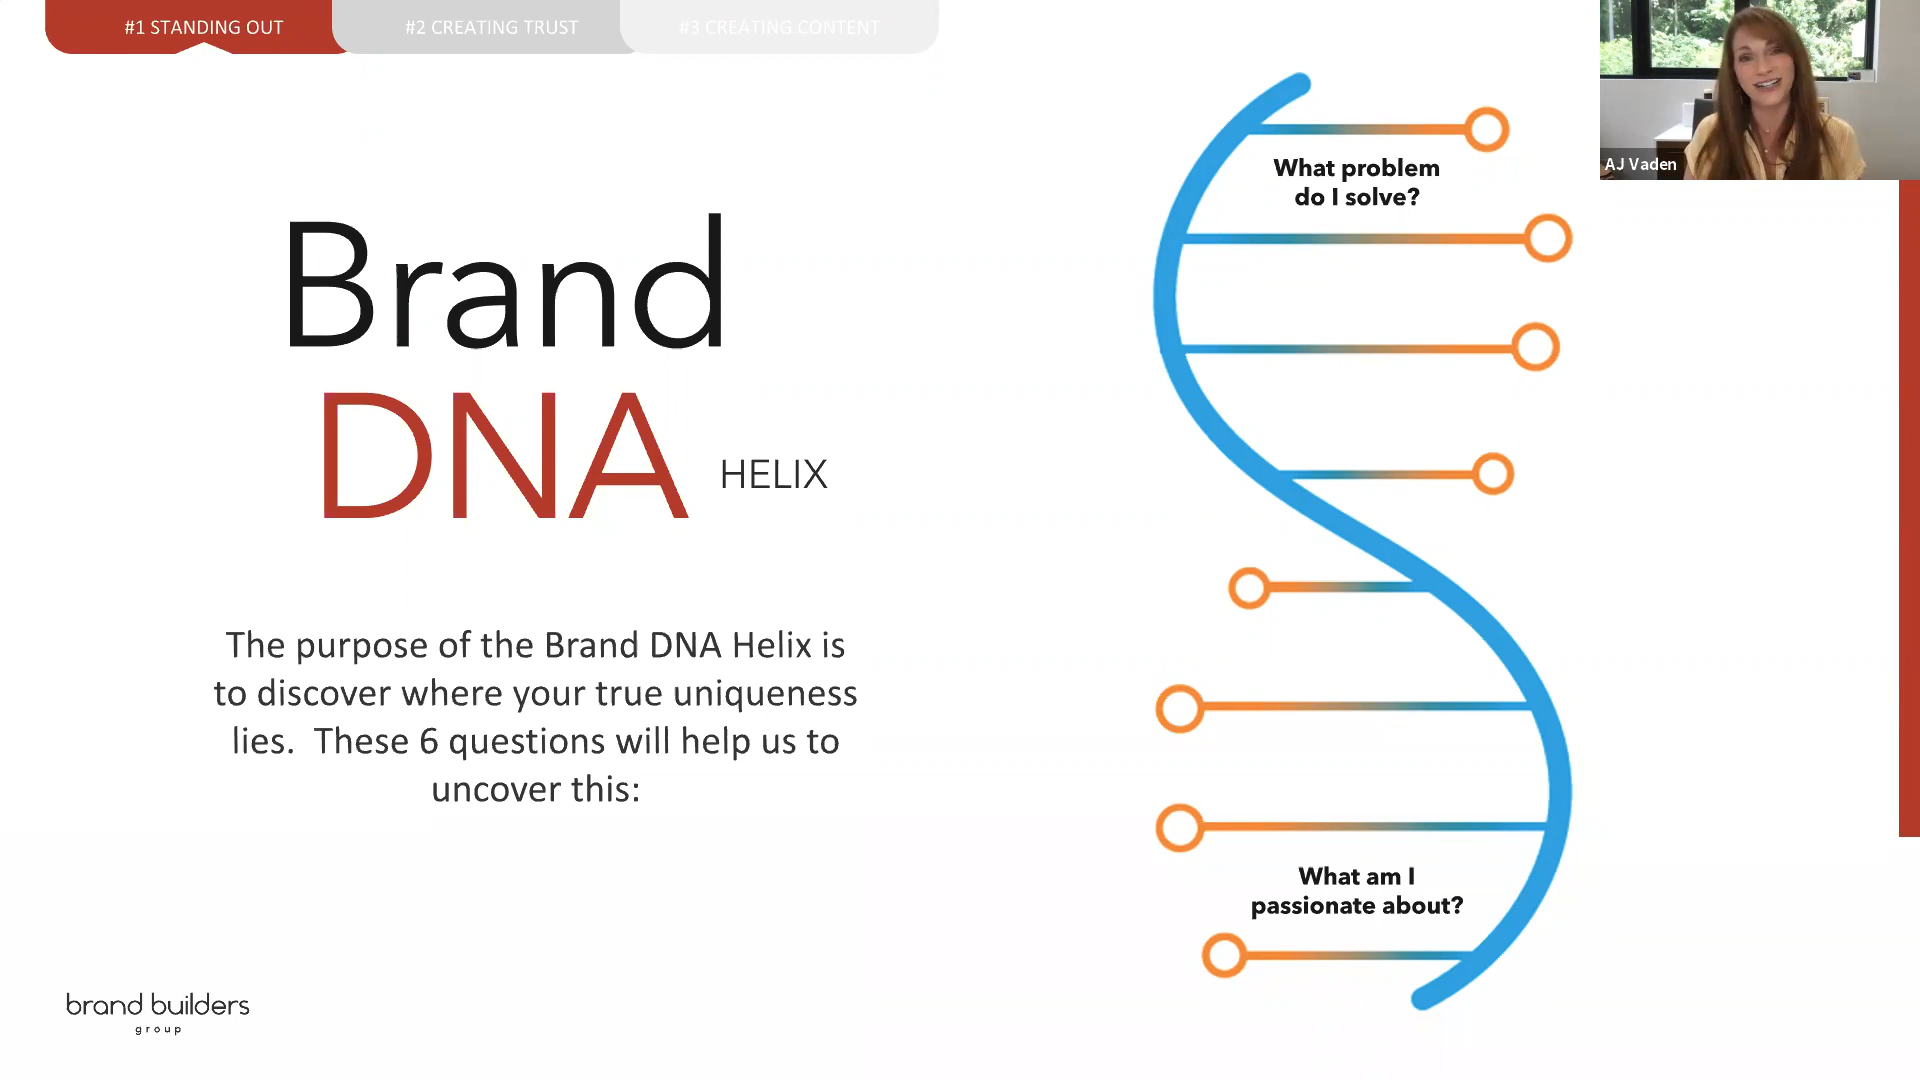 #1 STANDING OUT
#2 CREATING TRUST
#3 CREATING CONTENT
AJ Vaden
Brand
DNA HELIX
The purpose of the Brand DNA Helix is
to discover where your true uniqueness
lies. These 6 questions will help us to
uncover this:
What problem
do I solve?
What am I
passionate about?
brand builders
group